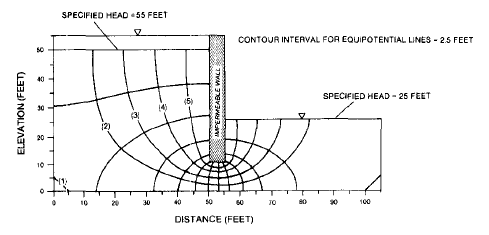 SPECIFIED HEAD =55 FEET
CONTOUR INTERVAL FOR EQUIPOTENTIAL LINES - 2.5 FEET
SPECIFIED HEAD - 25 FEET
ELEVATION (FEET)
50
40
30
20
10
0
IMPERMEABLE WALL
(1)
(2)
(3)
(4)
(5)
0 10 20 30 40 50 60 70 80 90 100
DISTANCE (FEET)